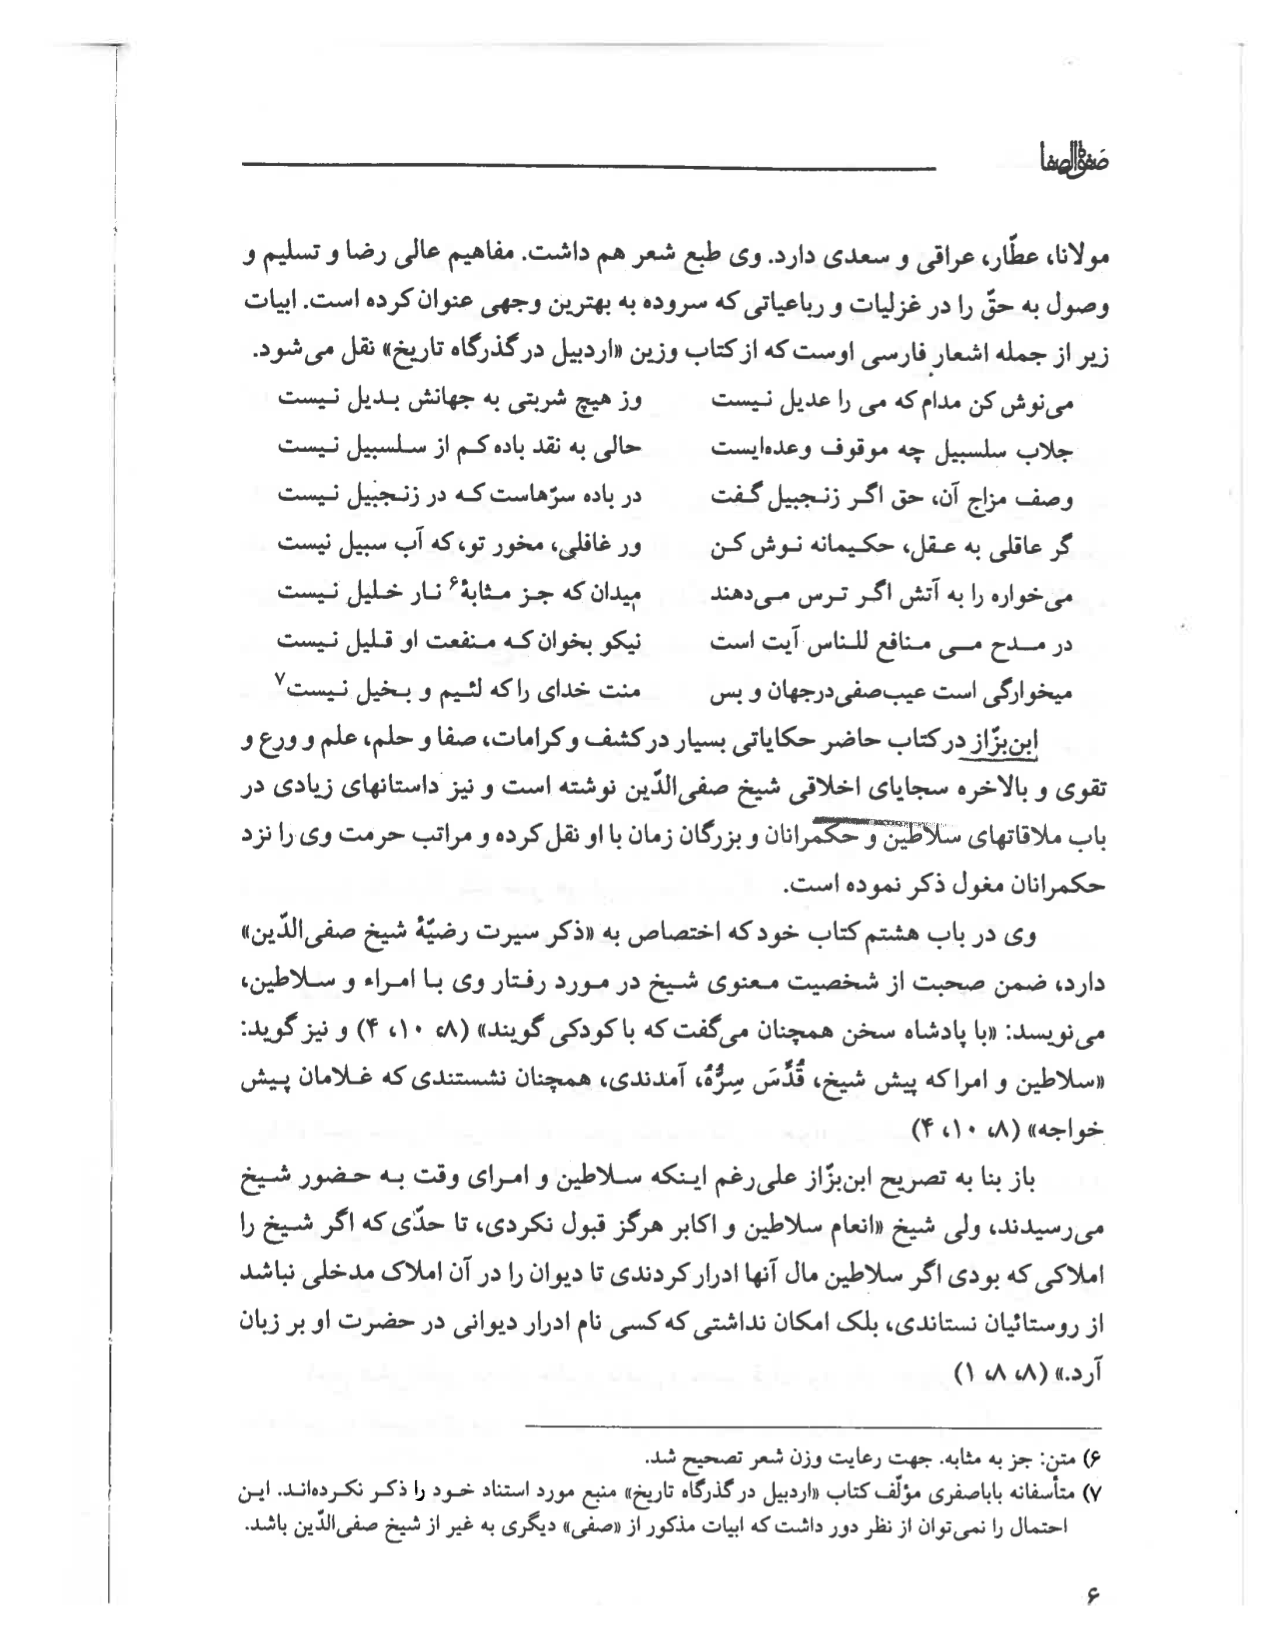 صفوة‌الصفا
مولانا، عطّار، عراقی و سعدی دارد. وی طبع شعر هم داشت. مفاهیم عالی رضا و تسلیم و
وصول به حقّ را در غزلیات و رباعیاتی که سروده به بهترین وجهی عنوان کرده است. ابیات
زیر از جمله اشعار فارسی اوست که از کتاب وزین «اردبیل در گذرگاه تاریخ» نقل می‌شود.
می‌نوش کن مدام که می را عدیل نیست وز هیچ شربتی به جهانش بدیل نیست
جلاب سلسبیل چه موقوف وعده‌ایست حالی به نقد باده کم از سلسبیل نیست
وصف مزاج آن، حق اگر زنجبیل گفت در باده سرّهاست که در زنجبیل نیست
گر عاقلی به عقل، حکیمانه نوش کن ور غافلی، مخور تو، که آب سبیل نیست
می‌خواره را به آتش اگر ترس می‌دهند میدان که جز مثابهٔ۶ نار خلیل نیست
در مدح می منافع للناس آیت است نیکو بخوان که منفعت او قلیل نیست
میخوارگی است عیب‌صفی‌درجهان و بس منت خدای را که لئیم و بخیل نیست۷
ابن‌بزّاز در کتاب حاضر حکایاتی بسیار در کشف و کرامات، صفا و حلم، علم و ورع و
تقوی و بالاخره سجایای اخلاقی شیخ صفی‌الدّین نوشته است و نیز داستانهای زیادی در
باب ملاقاتهای سلاطین و حکمرانان و بزرگان زمان با او نقل کرده و مراتب حرمت وی را نزد
حکمرانان مغول ذکر نموده است.
وی در باب هشتم کتاب خود که اختصاص به «ذکر سیرت رضیّهٔ شیخ صفی‌الدّین»
دارد، ضمن صحبت از شخصیت معنوی شیخ در مورد رفتار وی با امراء و سلاطین،
می‌نویسد: «با پادشاه سخن همچنان می‌گفت که با کودکی گویند» (۸، ۱۰، ۴) و نیز گوید:
«سلاطین و امرا که پیش شیخ، قُدِّسَ سِرُّهُ، آمدندی، همچنان نشستندی که غلامان پیش
خواجه» (۸، ۱۰، ۴)
باز بنا به تصریح ابن‌بزّاز علی‌رغم اینکه سلاطین و امرای وقت به حضور شیخ
می‌رسیدند، ولی شیخ «انعام سلاطین و اکابر هرگز قبول نکردی، تا حدّی که اگر شیخ را
املاکی که بودی اگر سلاطین مال آنها ادرار کردندی تا دیوان را در آن املاک مدخلی نباشد
از روستائیان نستاندی، بلک امکان نداشتی که کسی نام ادرار دیوانی در حضرت او بر زبان
آرد.» (۸، ۸، ۱)
۶) متن: جز به مثابه. جهت رعایت وزن شعر تصحیح شد.
۷) متأسفانه باباصفری مؤلّف کتاب «اردبیل در گذرگاه تاریخ» منبع مورد استناد خود را ذکر نکرده‌اند. این
احتمال را نمی‌توان از نظر دور داشت که ابیات مذکور از «صفی» دیگری به غیر از شیخ صفی‌الدّین باشد.
۶